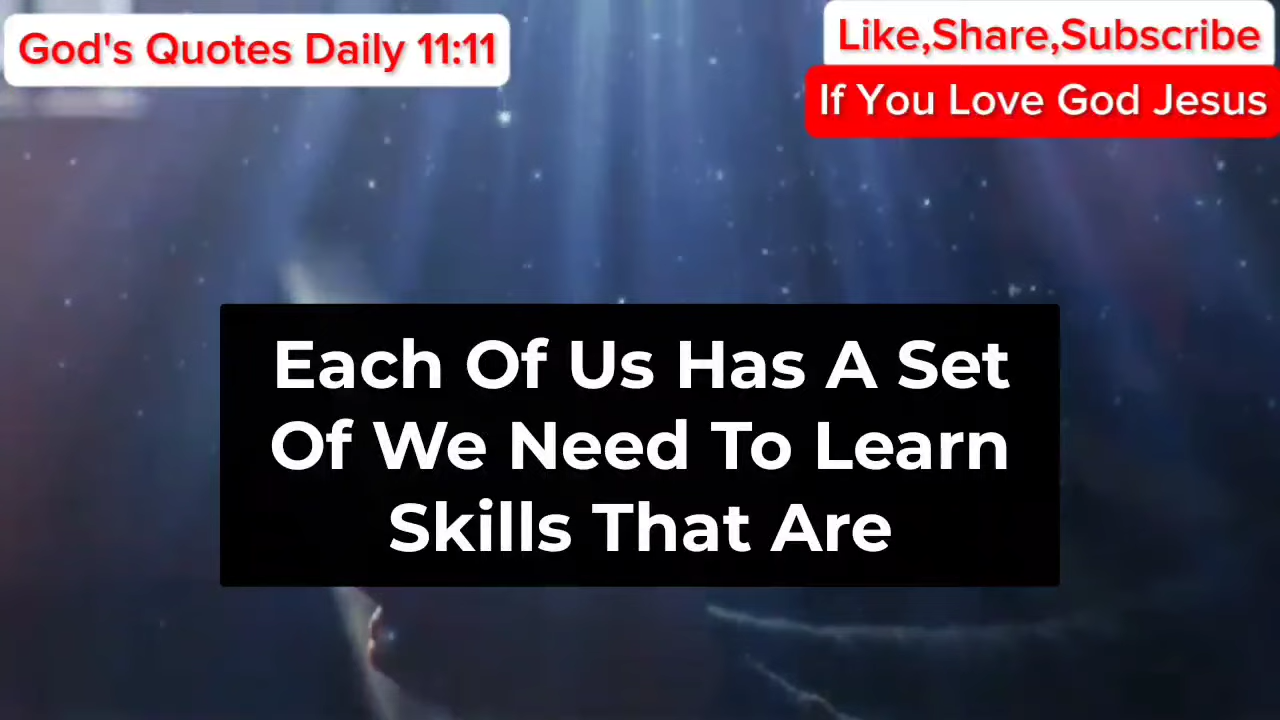 God's Quotes Daily 11:11
Like,Share,Subscribe
If You Love God Jesus
Each Of Us Has A Set
Of We Need To Learn
Skills That Are